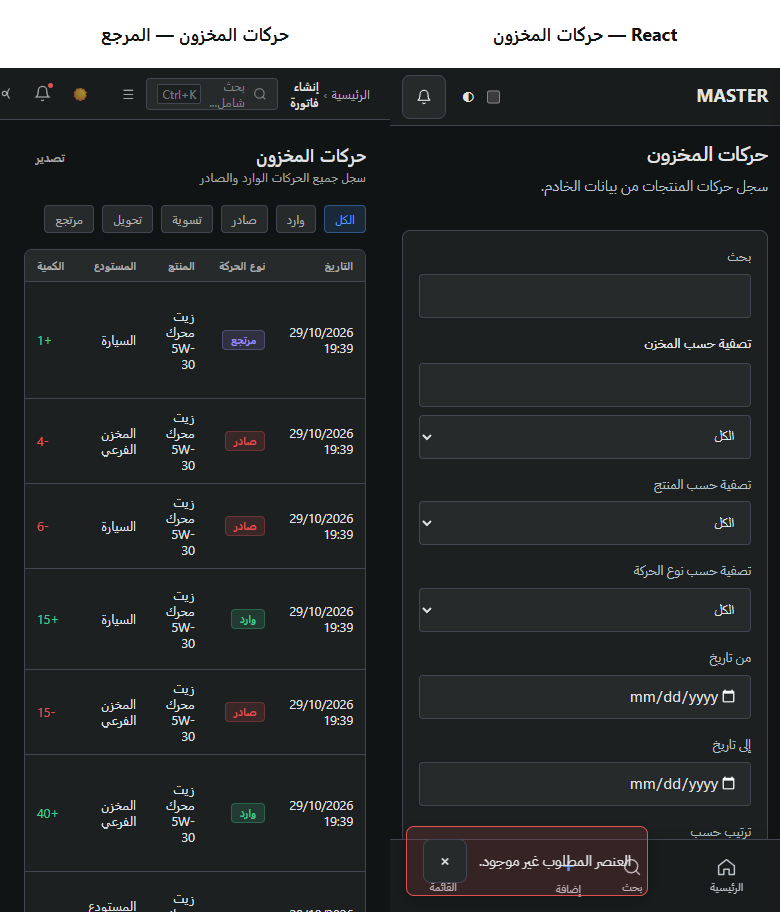 React — حركات المخزون
MASTER
حركات المخزون
سجل حركات المنتجات من بيانات الخادم.
بحث
تصفية حسب المخزن
الكل
تصفية حسب المنتج
الكل
تصفية حسب نوع الحركة
الكل
من تاريخ
mm/dd/yyyy
إلى تاريخ
mm/dd/yyyy
ترتيب حسب
العنصر المطلوب غير موجود.
×
الرئيسية
بحث
إضافة
القائمة
حركات المخزون — المرجع
الرئيسية › إنشاء فاتورة
بحث شامل... Ctrl+K
حركات المخزون
سجل جميع الحركات الوارد والصادر
تصدير
الكل وارد صادر تسوية تحويل مرتجع
التاريخ نوع الحركة المنتج المستودع الكمية
29/10/2026 19:39 مرتجع زيت محرك 5W-30 السيارة +1
29/10/2026 19:39 صادر زيت محرك 5W-30 المخزن الفرعي -4
29/10/2026 19:39 صادر زيت محرك 5W-30 السيارة -6
29/10/2026 19:39 وارد زيت محرك 5W-30 السيارة +15
29/10/2026 19:39 صادر زيت محرك 5W-30 المخزن الفرعي -15
29/10/2026 19:39 وارد زيت محرك 5W-30 المخزن الفرعي +40
زيت المستودع